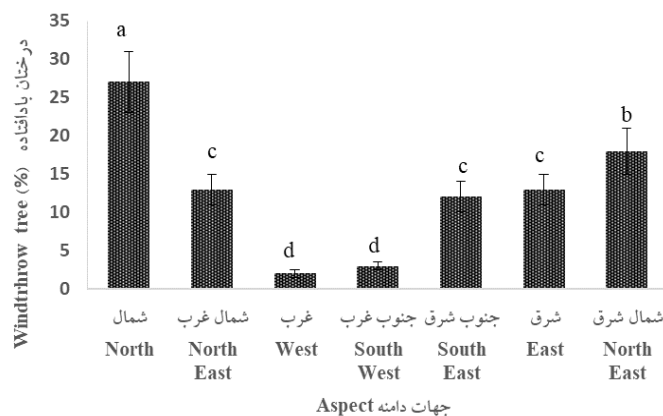 درختان بادافتاده
Windtrhrow tree (%)
35
30
25
20
15
10
5
0
a
c
d
d
c
c
b
شمال
شمال غرب
غرب
جنوب غرب
جنوب شرق
شرق
شمال شرق
North
North East
West
South West
South East
East
North East
جهات دامنه Aspect